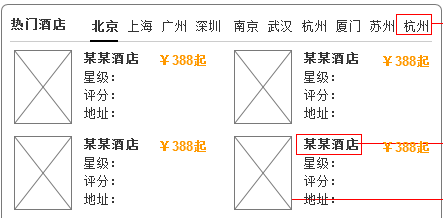 热门酒店 北京 上海 广州 深圳 南京 武汉 杭州 厦门 苏州 杭州
某某酒店 ￥388起 某某酒店 ￥388起
星级： 星级：
评分： 评分：
地址： 地址：
某某酒店 ￥388起 某某酒店 ￥388起
星级： 星级：
评分： 评分：
地址： 地址：